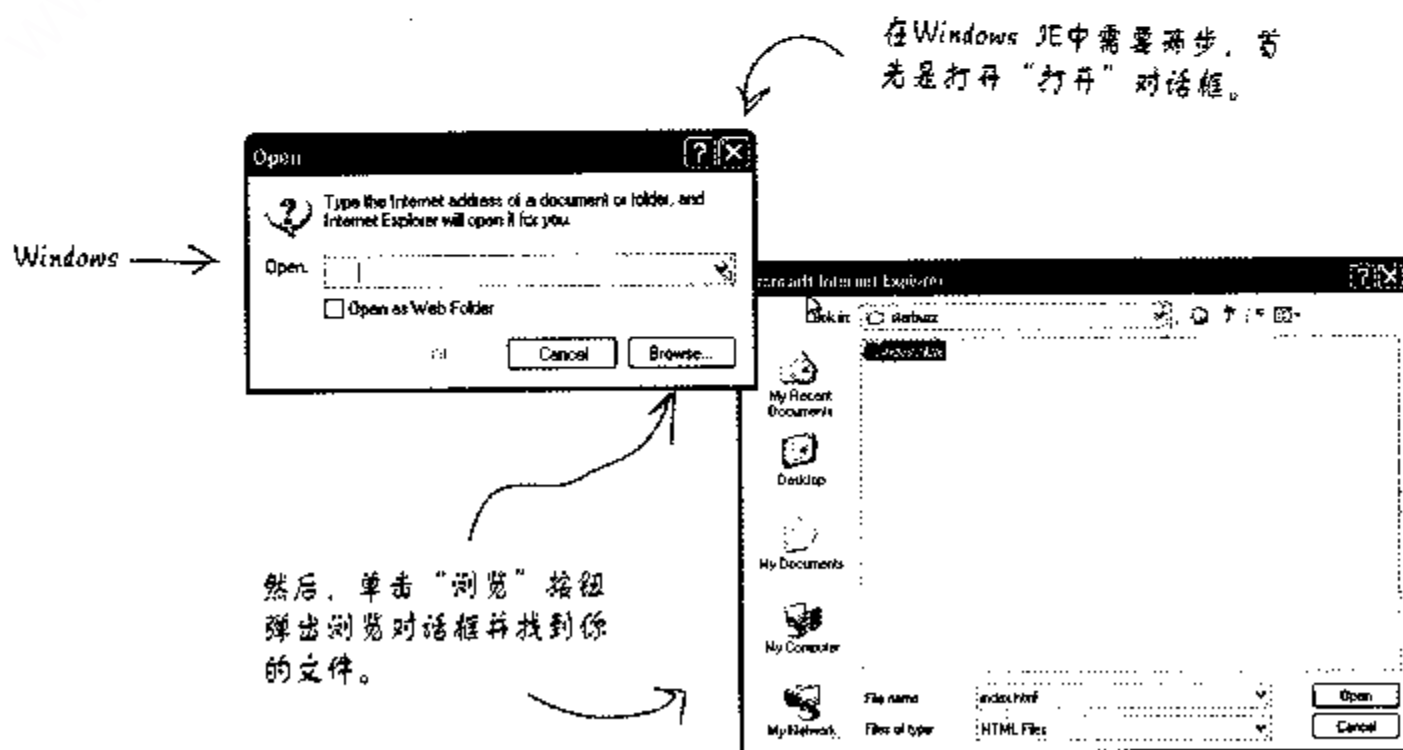 在Windows IE中需要两步，首
先是打开“打开”对话框。
Open
Type the Internet address of a document or folder, and
Internet Explorer will open it for you.
Windows
Open:
Open as Web Folder
Cancel
Browse...
Internet Explorer
starbuzz
My Recent
Documents
Desktop
My Documents
My Computer
My Network
File name
index.html
Open
Files of type
HTML Files
Cancel
然后，单击“浏览”按钮
弹出浏览对话框并找到你
的文件。